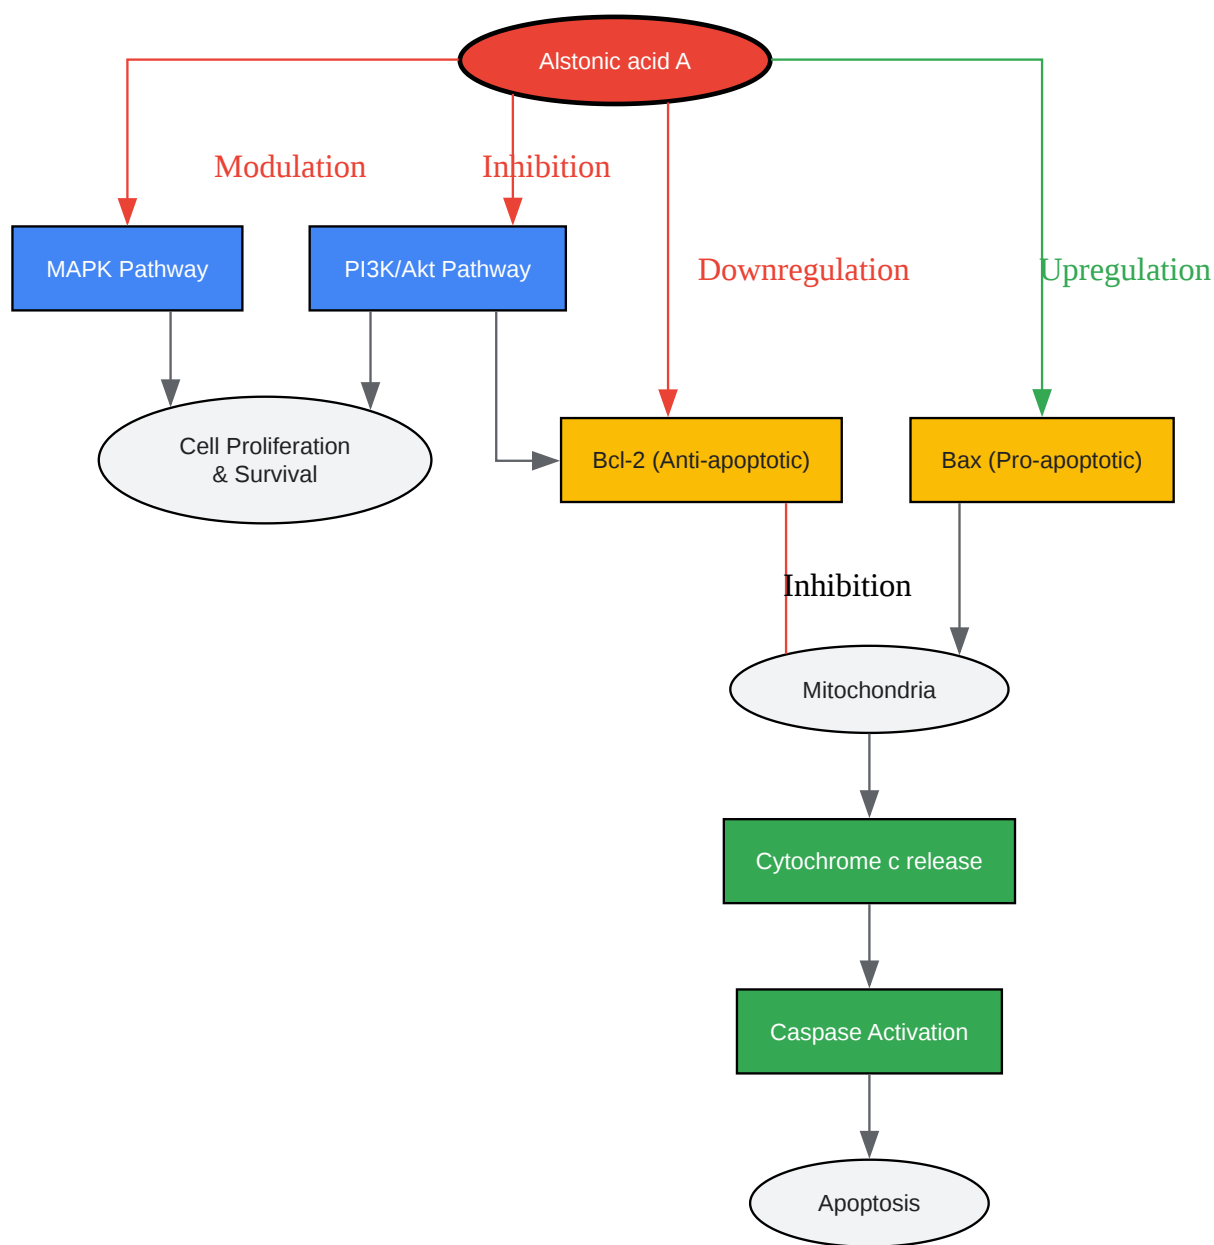 Alstonic acid A
Modulation
Inhibition
MAPK Pathway
PI3K/Akt Pathway
Downregulation
Upregulation
Cell Proliferation
& Survival
Bcl-2 (Anti-apoptotic)
Bax (Pro-apoptotic)
Inhibition
Mitochondria
Cytochrome c release
Caspase Activation
Apoptosis